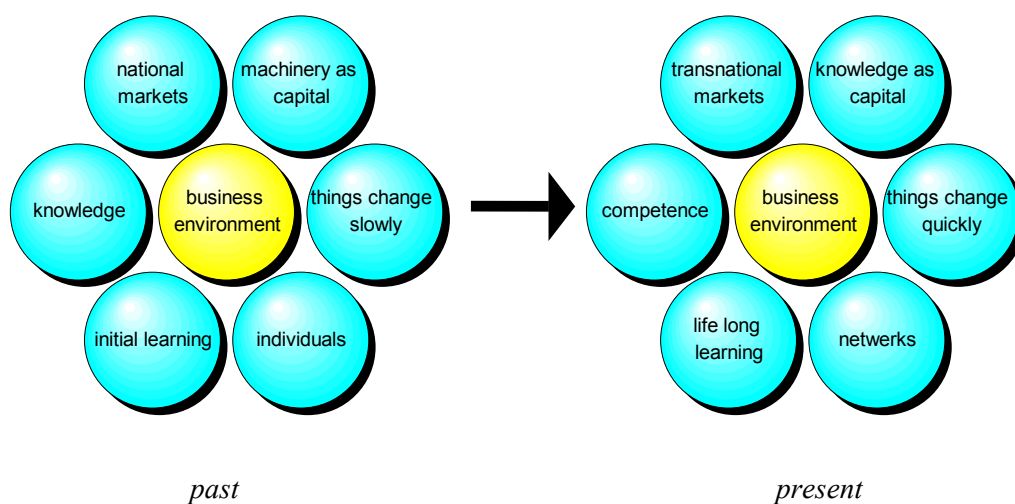 national
markets
machinery as
capital
knowledge
business
environment
things change
slowly
initial learning
individuals
transnational
markets
knowledge as
capital
competence
business
environment
things change
quickly
life long
learning
netwerks
past
present